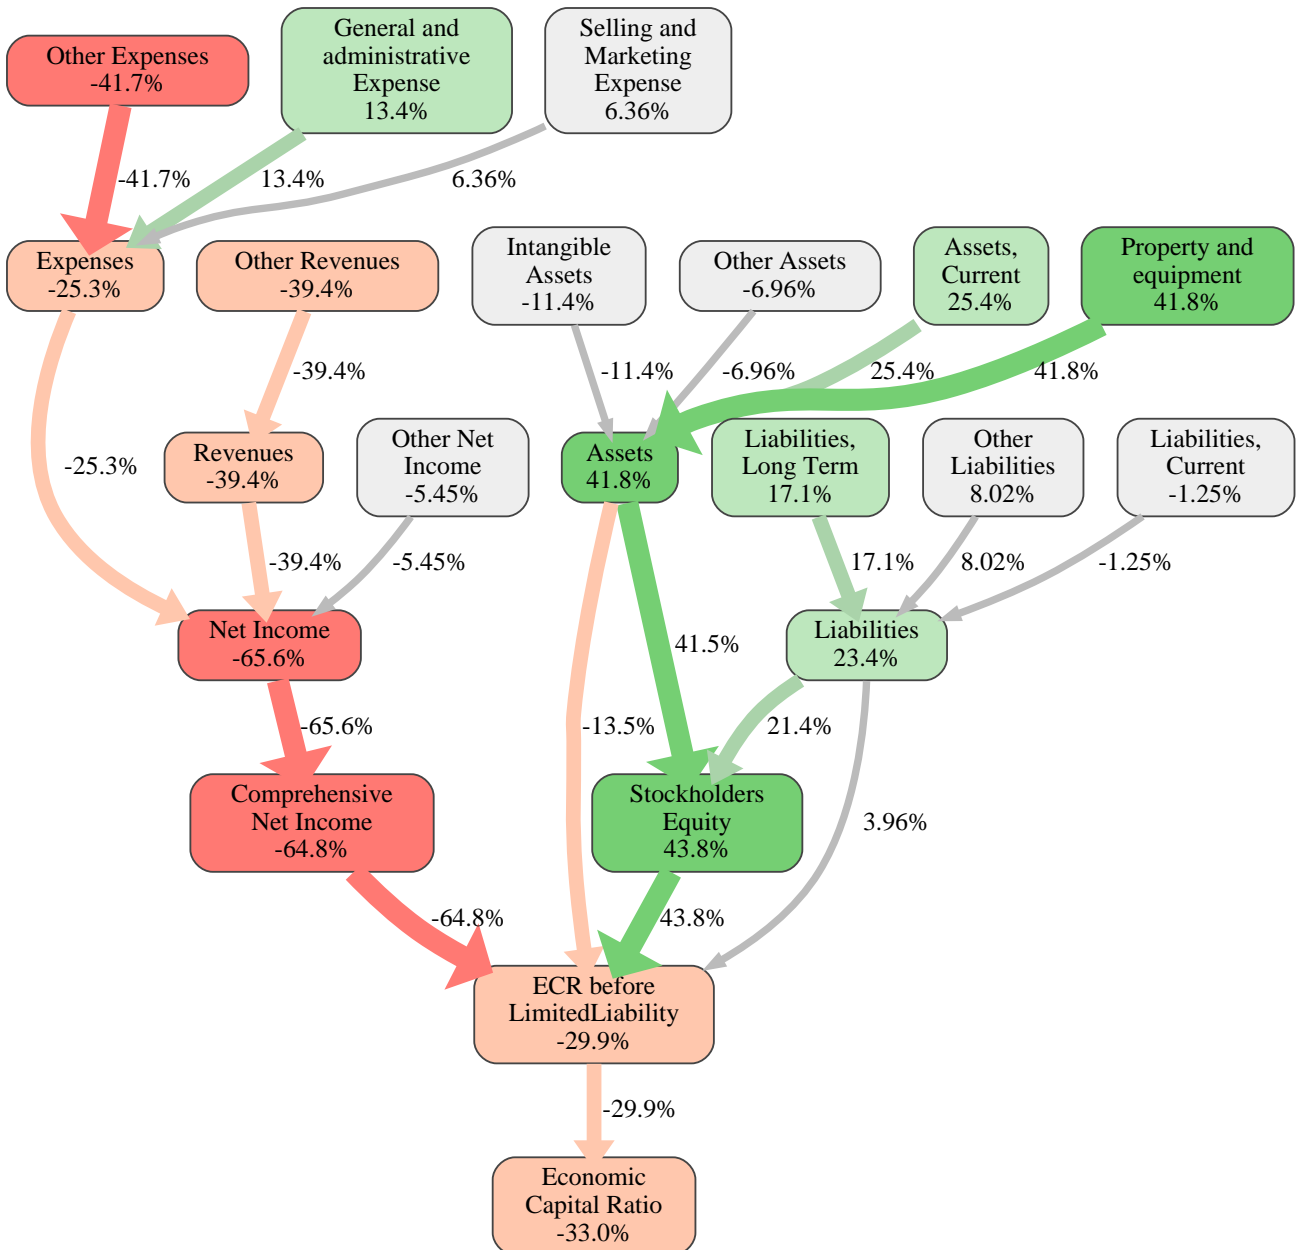 Other Expenses
-41.7%
General and
administrative
Expense
13.4%
Selling and
Marketing
Expense
6.36%
-41.7%
13.4%
6.36%
Expenses
-25.3%
Other Revenues
-39.4%
Intangible
Assets
-11.4%
Other Assets
-6.96%
Assets,
Current
25.4%
Property and
equipment
41.8%
-39.4%
-11.4%
-6.96%
25.4%
41.8%
-25.3%
Revenues
-39.4%
Other Net
Income
-5.45%
Assets
41.8%
Liabilities,
Long Term
17.1%
Other
Liabilities
8.02%
Liabilities,
Current
-1.25%
-39.4%
-5.45%
17.1%
8.02%
-1.25%
Net Income
-65.6%
41.5%
Liabilities
23.4%
-65.6%
-13.5%
21.4%
Comprehensive
Net Income
-64.8%
Stockholders
Equity
43.8%
3.96%
-64.8%
43.8%
ECR before
LimitedLiability
-29.9%
-29.9%
Economic
Capital Ratio
-33.0%